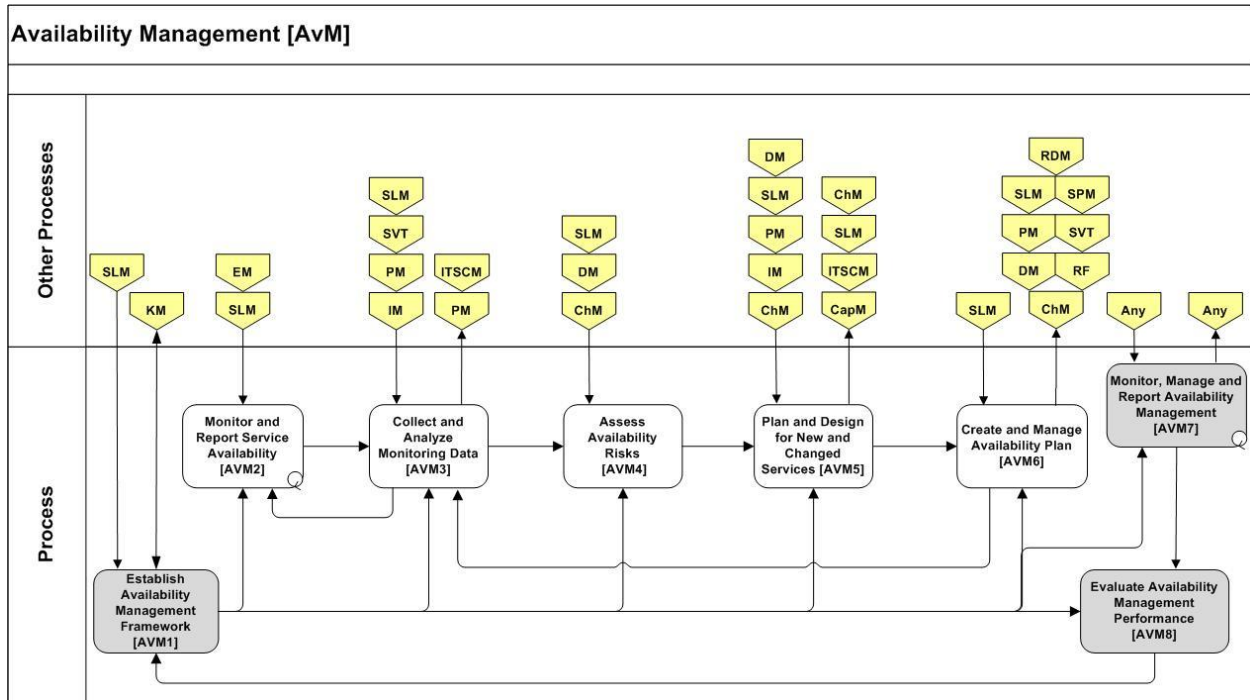 Availability Management [AvM]
Other Processes
SLM
KM
EM
SLM
SLM
SVT
PM
IM
ITSCM
PM
SLM
DM
ChM
DM
SLM
PM
IM
ChM
ChM
SLM
ITSCM
CapM
SLM
RDM
SLM
SPM
PM
SVT
DM
RF
ChM
Any
Any
Process
Monitor and
Report Service
Availability
[AVM2]
Collect and
Analyze
Monitoring Data
[AVM3]
Assess
Availability
Risks
[AVM4]
Plan and Design
for New and
Changed
Services [AVM5]
Create and Manage
Availability Plan
[AVM6]
Monitor, Manage and
Report Availability
Management
[AVM7]
Establish
Availability
Management
Framework
[AVM1]
Evaluate Availability
Management
Performance
[AVM8]